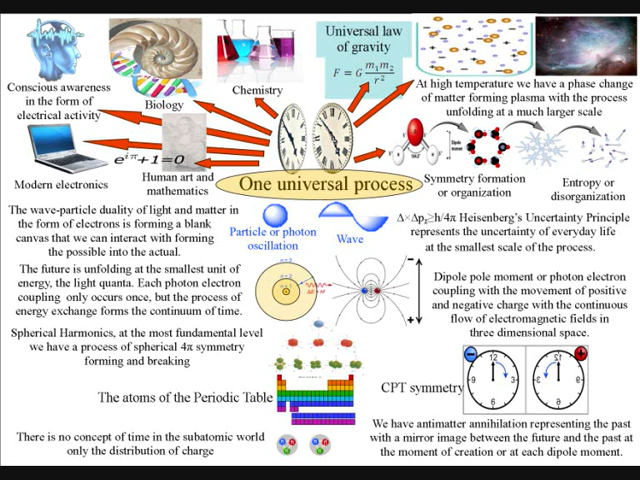 Universal law
of gravity
F = G m₁m₂/r²
Conscious awareness
in the form of
electrical activity
Biology
Chemistry
At high temperature we have a phase change
of matter forming plasma with the process
unfolding at a much larger scale
e^iπ+1=0
Modern electronics
Human art and
mathematics
One universal process
Symmetry formation
or organization
Entropy or
disorganization
The wave-particle duality of light and matter in
the form of electrons is forming a blank
canvas that we can interact with forming
the possible into the actual.
Particle or photon
oscillation
Wave
Δ×Δpᵣ≥h/4π Heisenberg's Uncertainty Principle
represents the uncertainty of everyday life
at the smallest scale of the process.
The future is unfolding at the smallest unit of
energy, the light quanta. Each photon electron
coupling only occurs once, but the process of
energy exchange forms the continuum of time.
Dipole pole moment or photon electron
coupling with the movement of positive
and negative charge with the continuous
flow of electromagnetic fields in
three dimensional space.
Spherical Harmonics, at the most fundamental level
we have a process of spherical 4π symmetry
forming and breaking
The atoms of the Periodic Table
CPT symmetry
12
3
6
9
12
3
6
9
There is no concept of time in the subatomic world
only the distribution of charge
We have antimatter annihilation representing the past
with a mirror image between the future and the past at
the moment of creation or at each dipole moment.